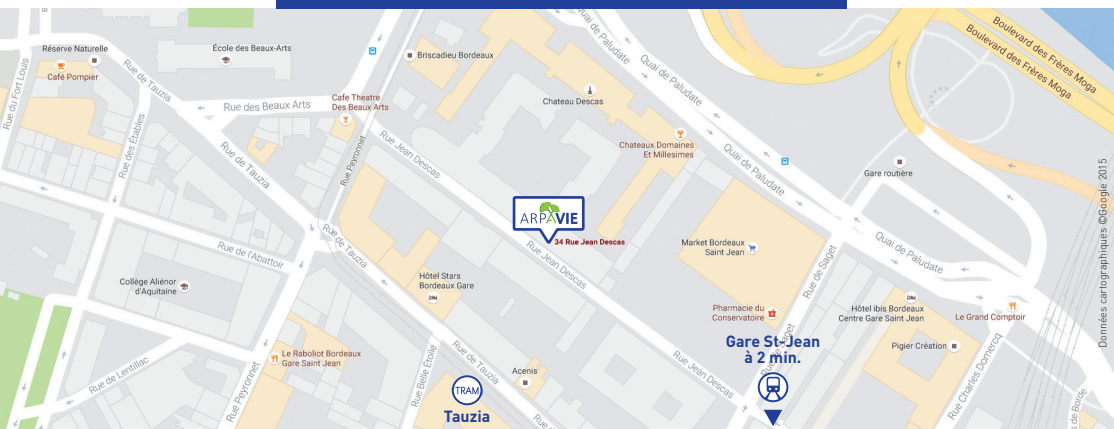 Boulevard des Frères Moga
Boulevard des Frères Moga
Quai de Paludate
Réserve Naturelle
École des Beaux-Arts
Briscadieu Bordeaux
Quai de Paludate
Café Pompier
Rue de Tauzia
Rue du Fort Louis
Rue des Beaux Arts
Cafe Theatre
Des Beaux Arts
Chateau Descas
Rue des Étables
Rue de Tauzia
Rue Peyronnet
Rue Jean Descas
Chateaux Domaines
Et Millesimes
Quai de Paludate
Gare routière
ARPAVIE
34 Rue Jean Descas
Rue Jean Descas
Rue de l'Abattoir
Rue de Tauzia
Market Bordeaux
Saint Jean
Quai de Paludate
Rue de Saget
Collège Aliénor
d'Aquitaine
Hôtel Stars
Bordeaux Gare
Pharmacie du
Conservatoire
Hôtel ibis Bordeaux
Centre Gare Saint Jean
Le Grand Comptoir
Gare St-Jean
à 2 min.
Rue de Saget
Pigier Création
Le Raboliot Bordeaux
Gare Saint Jean
Rue de Lentillac
Rue Peyronnet
Rue Belle Étoile
Rue de Tauzia
Acenis
Rue Jean Descas
Rue Charles Domercq
de Borde
TRAM
Tauzia
Données cartographiques ©Google 2015